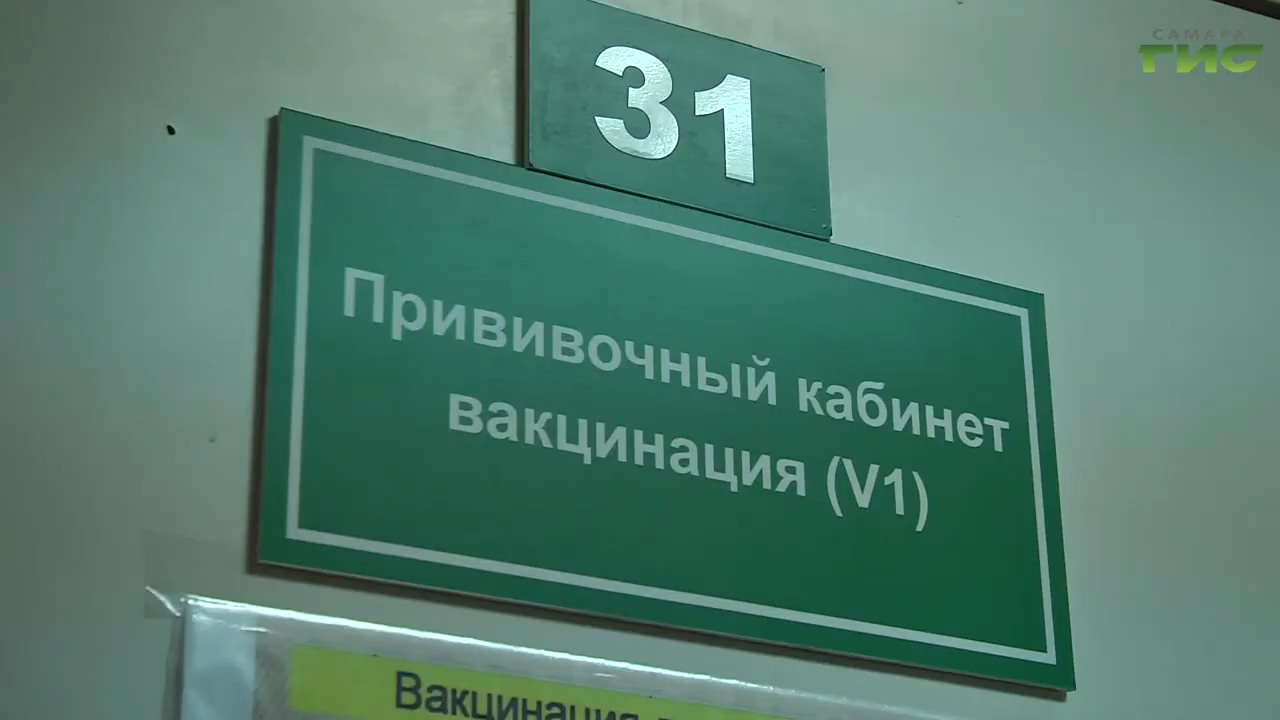 САМАРА
ГИС
31
Прививочный кабинет
вакцинация (V1)
Вакцинация